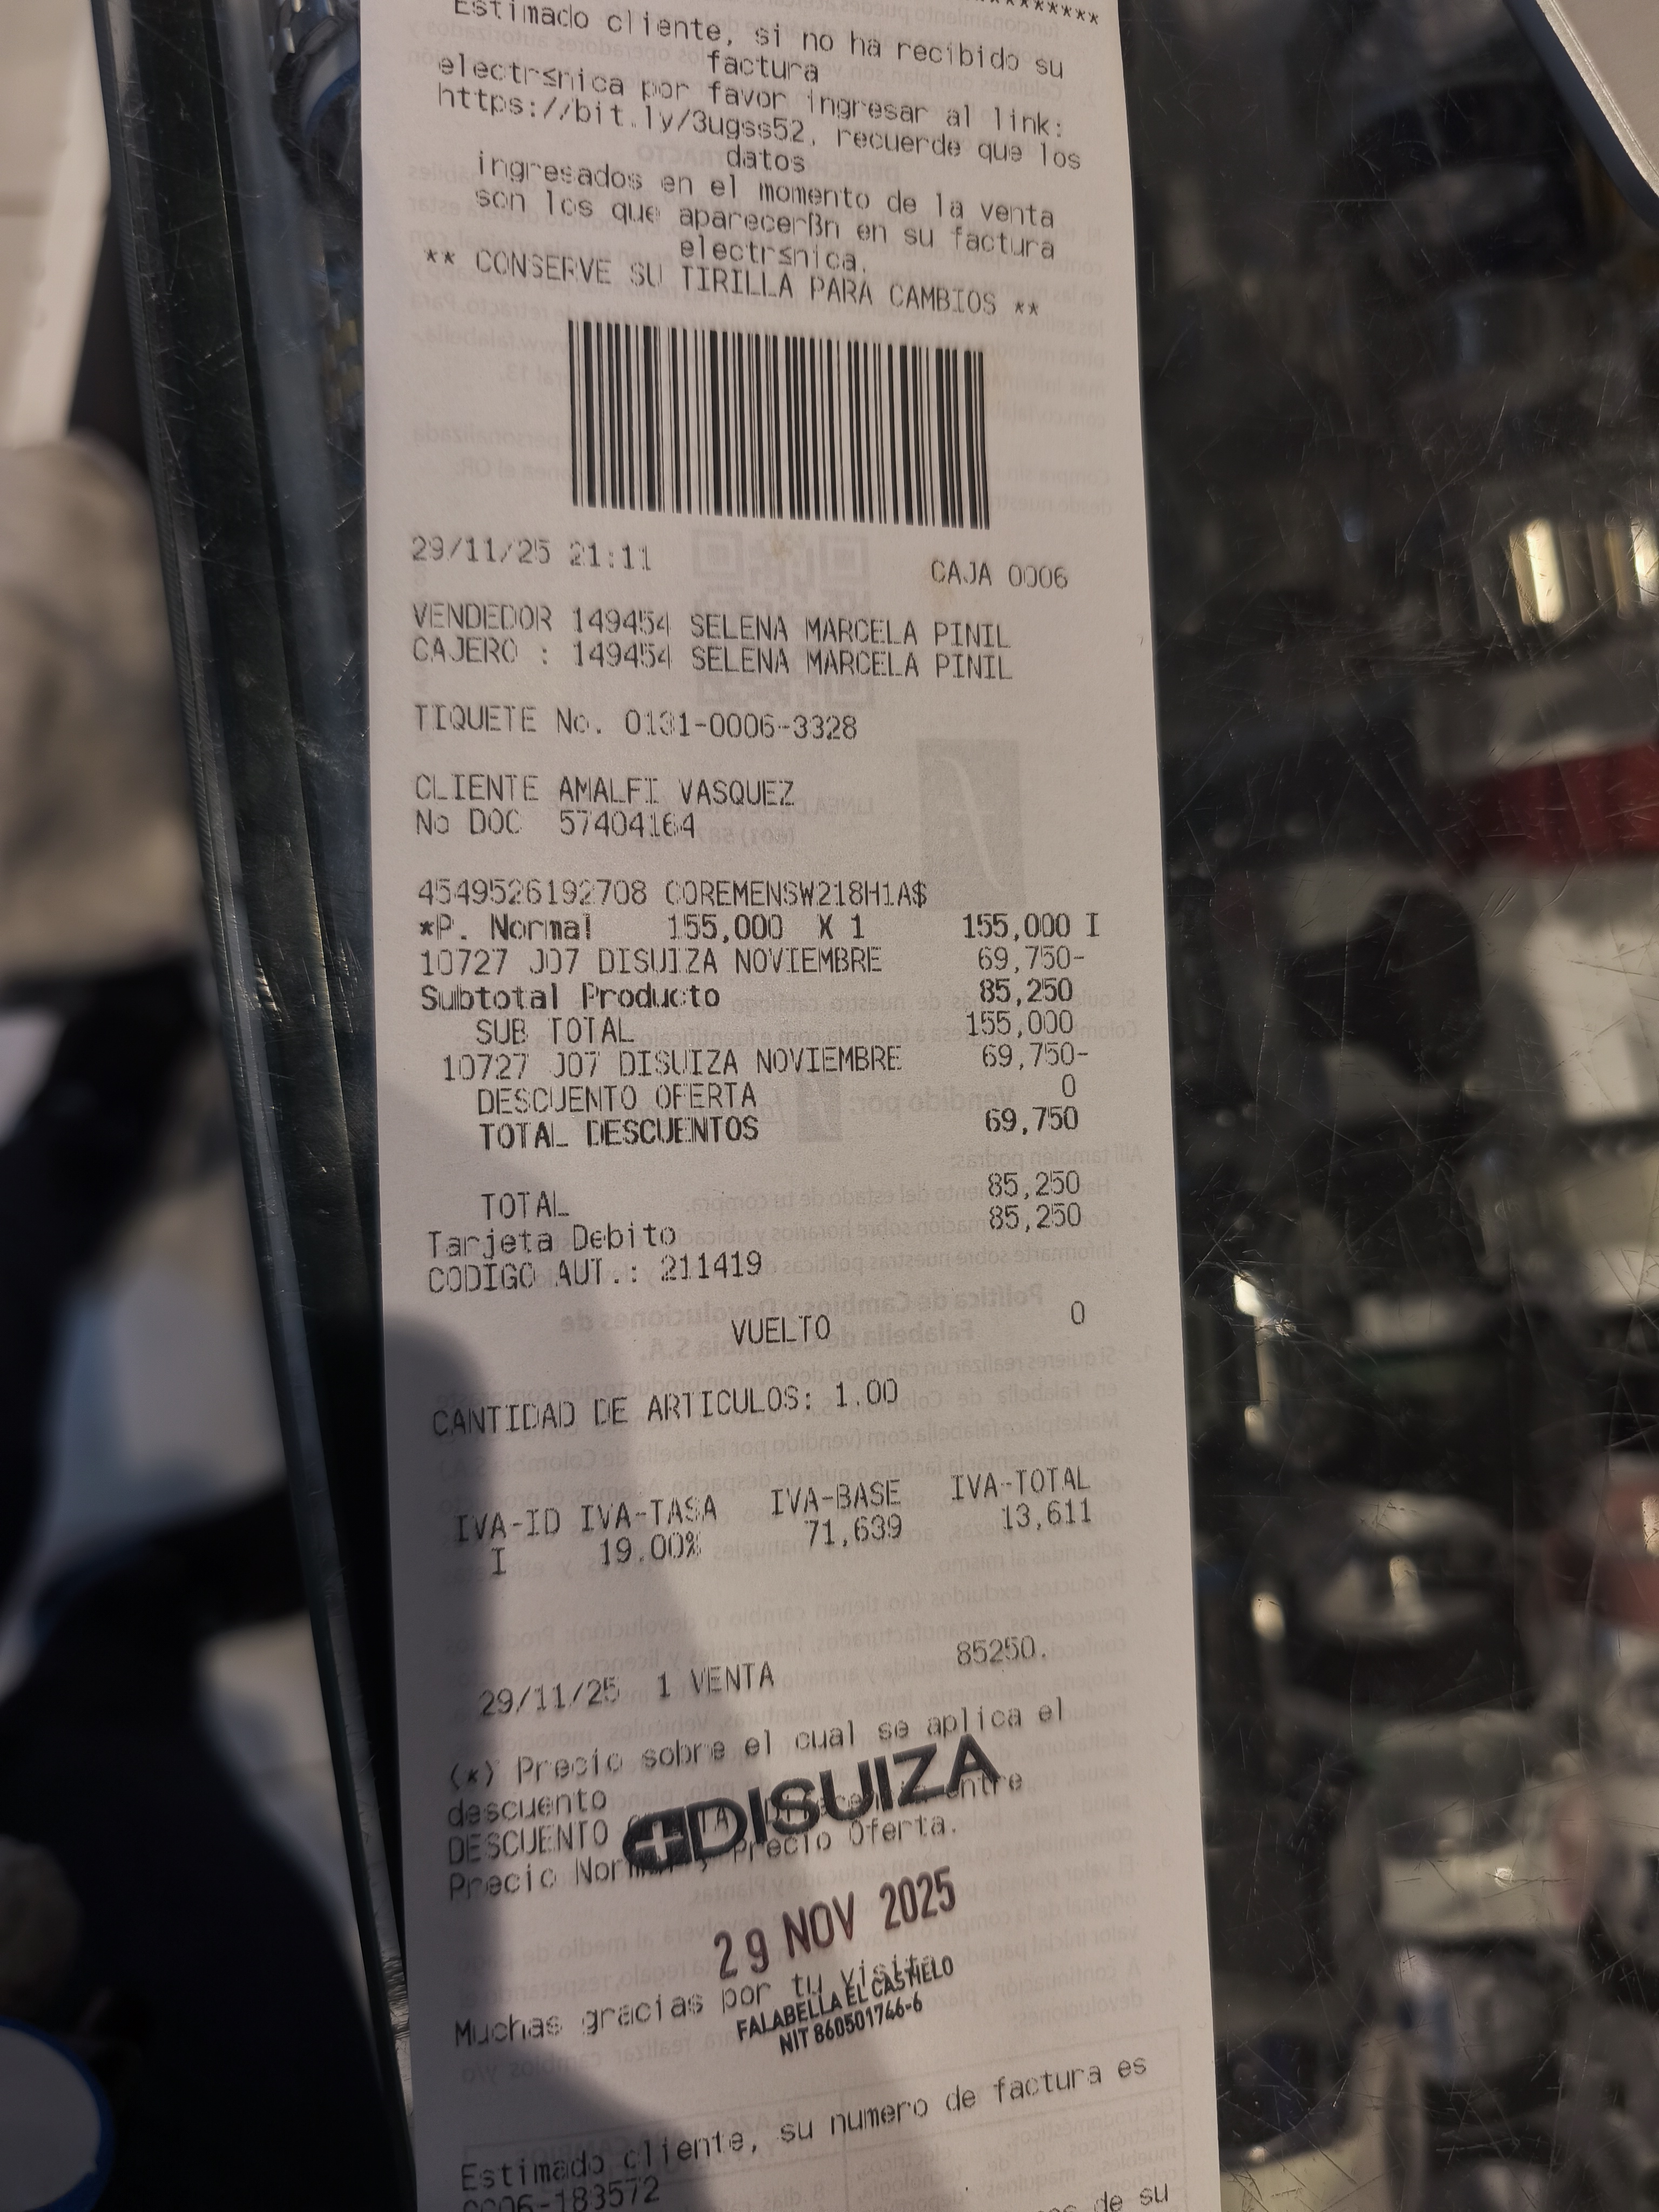 Estimado cliente, si no ha recibido su
factura
electr≤nica por favor ingresar al link:
https://bit.ly/3ugss52, recuerde que los
datos
ingresados en el momento de la venta
son los que aparecerßn en su factura
electr≤nica.
** CONSERVE SU TIRILLA PARA CAMBIOS **
29/11/25 21:11 CAJA 0006
VENDEDOR 149454 SELENA MARCELA PINIL
CAJERO : 149454 SELENA MARCELA PINIL
TIQUETE No. 0131-0006-3328
CLIENTE AMALFI VASQUEZ
No DOC 57404164
4549526192708 COREMENSW218H1A$
*P. Normal 155,000 X 1 155,000 I
10727 J07 DISUIZA NOVIEMBRE 69,750-
Subtotal Producto 85,250
SUB TOTAL 155,000
10727 J07 DISUIZA NOVIEMBRE 69,750-
DESCUENTO OFERTA 0
TOTAL DESCUENTOS 69,750
TOTAL 85,250
Tarjeta Debito 85,250
CODIGO AUT.: 211419
VUELTO 0
CANTIDAD DE ARTICULOS: 1.00
IVA-ID IVA-TASA IVA-BASE IVA-TOTAL
I 19.00% 71,639 13,611
29/11/25 1 VENTA 85250.
(*) Precio sobre el cual se aplica el
descuento
DESCUENTO entre
Precio Precio Oferta.
DISUIZA
29 NOV 2025
Muchas gracias por tu visita
FALABELLA EL CASTILLO
NIT 860501746-6
Estimado cliente, su numero de factura es
0006-183572
de su